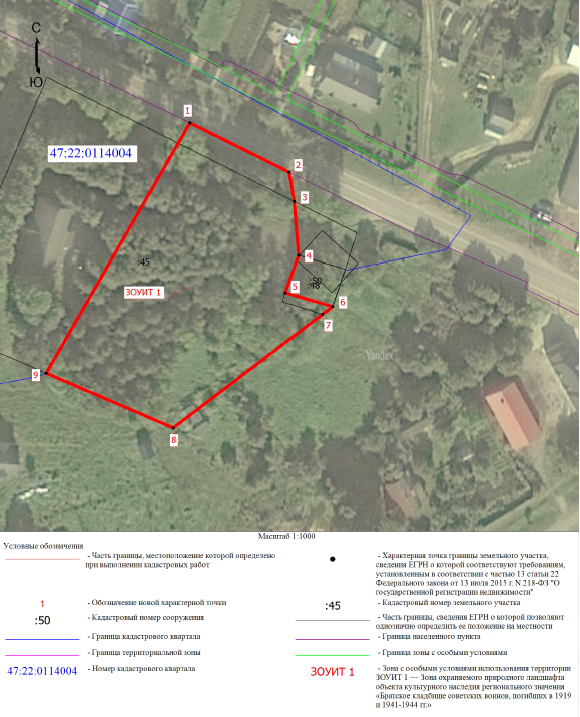 С
Ю
1
47:22:0114004
2
3
4
:45
:50
:48
5
ЗОУИТ 1
6
7
Yandex
9
8
Масштаб 1:1000
Условные обозначения
- Часть границы, местоположение которой определено
при выполнении кадастровых работ
1 - Обозначение новой характерной точки
:50 - Кадастровый номер сооружения
- Граница кадастрового квартала
- Граница территориальной зоны
47:22:0114004 - Номер кадастрового квартала
- Характерная точка границы земельного участка,
сведения ЕГРН о которой соответствуют требованиям,
установленным в соответствии с частью 13 статьи 22
Федерального закона от 13 июля 2015 г. N 218-ФЗ "О
государственной регистрации недвижимости"
:45 - Кадастровый номер земельного участка
- Часть границы, сведения ЕГРН о которой позволяют
однозначно определить ее положение на местности
- Граница населенного пункта
- Граница зоны с особыми условиями
ЗОУИТ 1 - Зона с особыми условиями использования территории
ЗОУИТ 1 — Зона охраняемого природного ландшафта
объекта культурного наследия регионального значения
«Братское кладбище советских воинов, погибших в 1919
и 1941-1944 гг.»